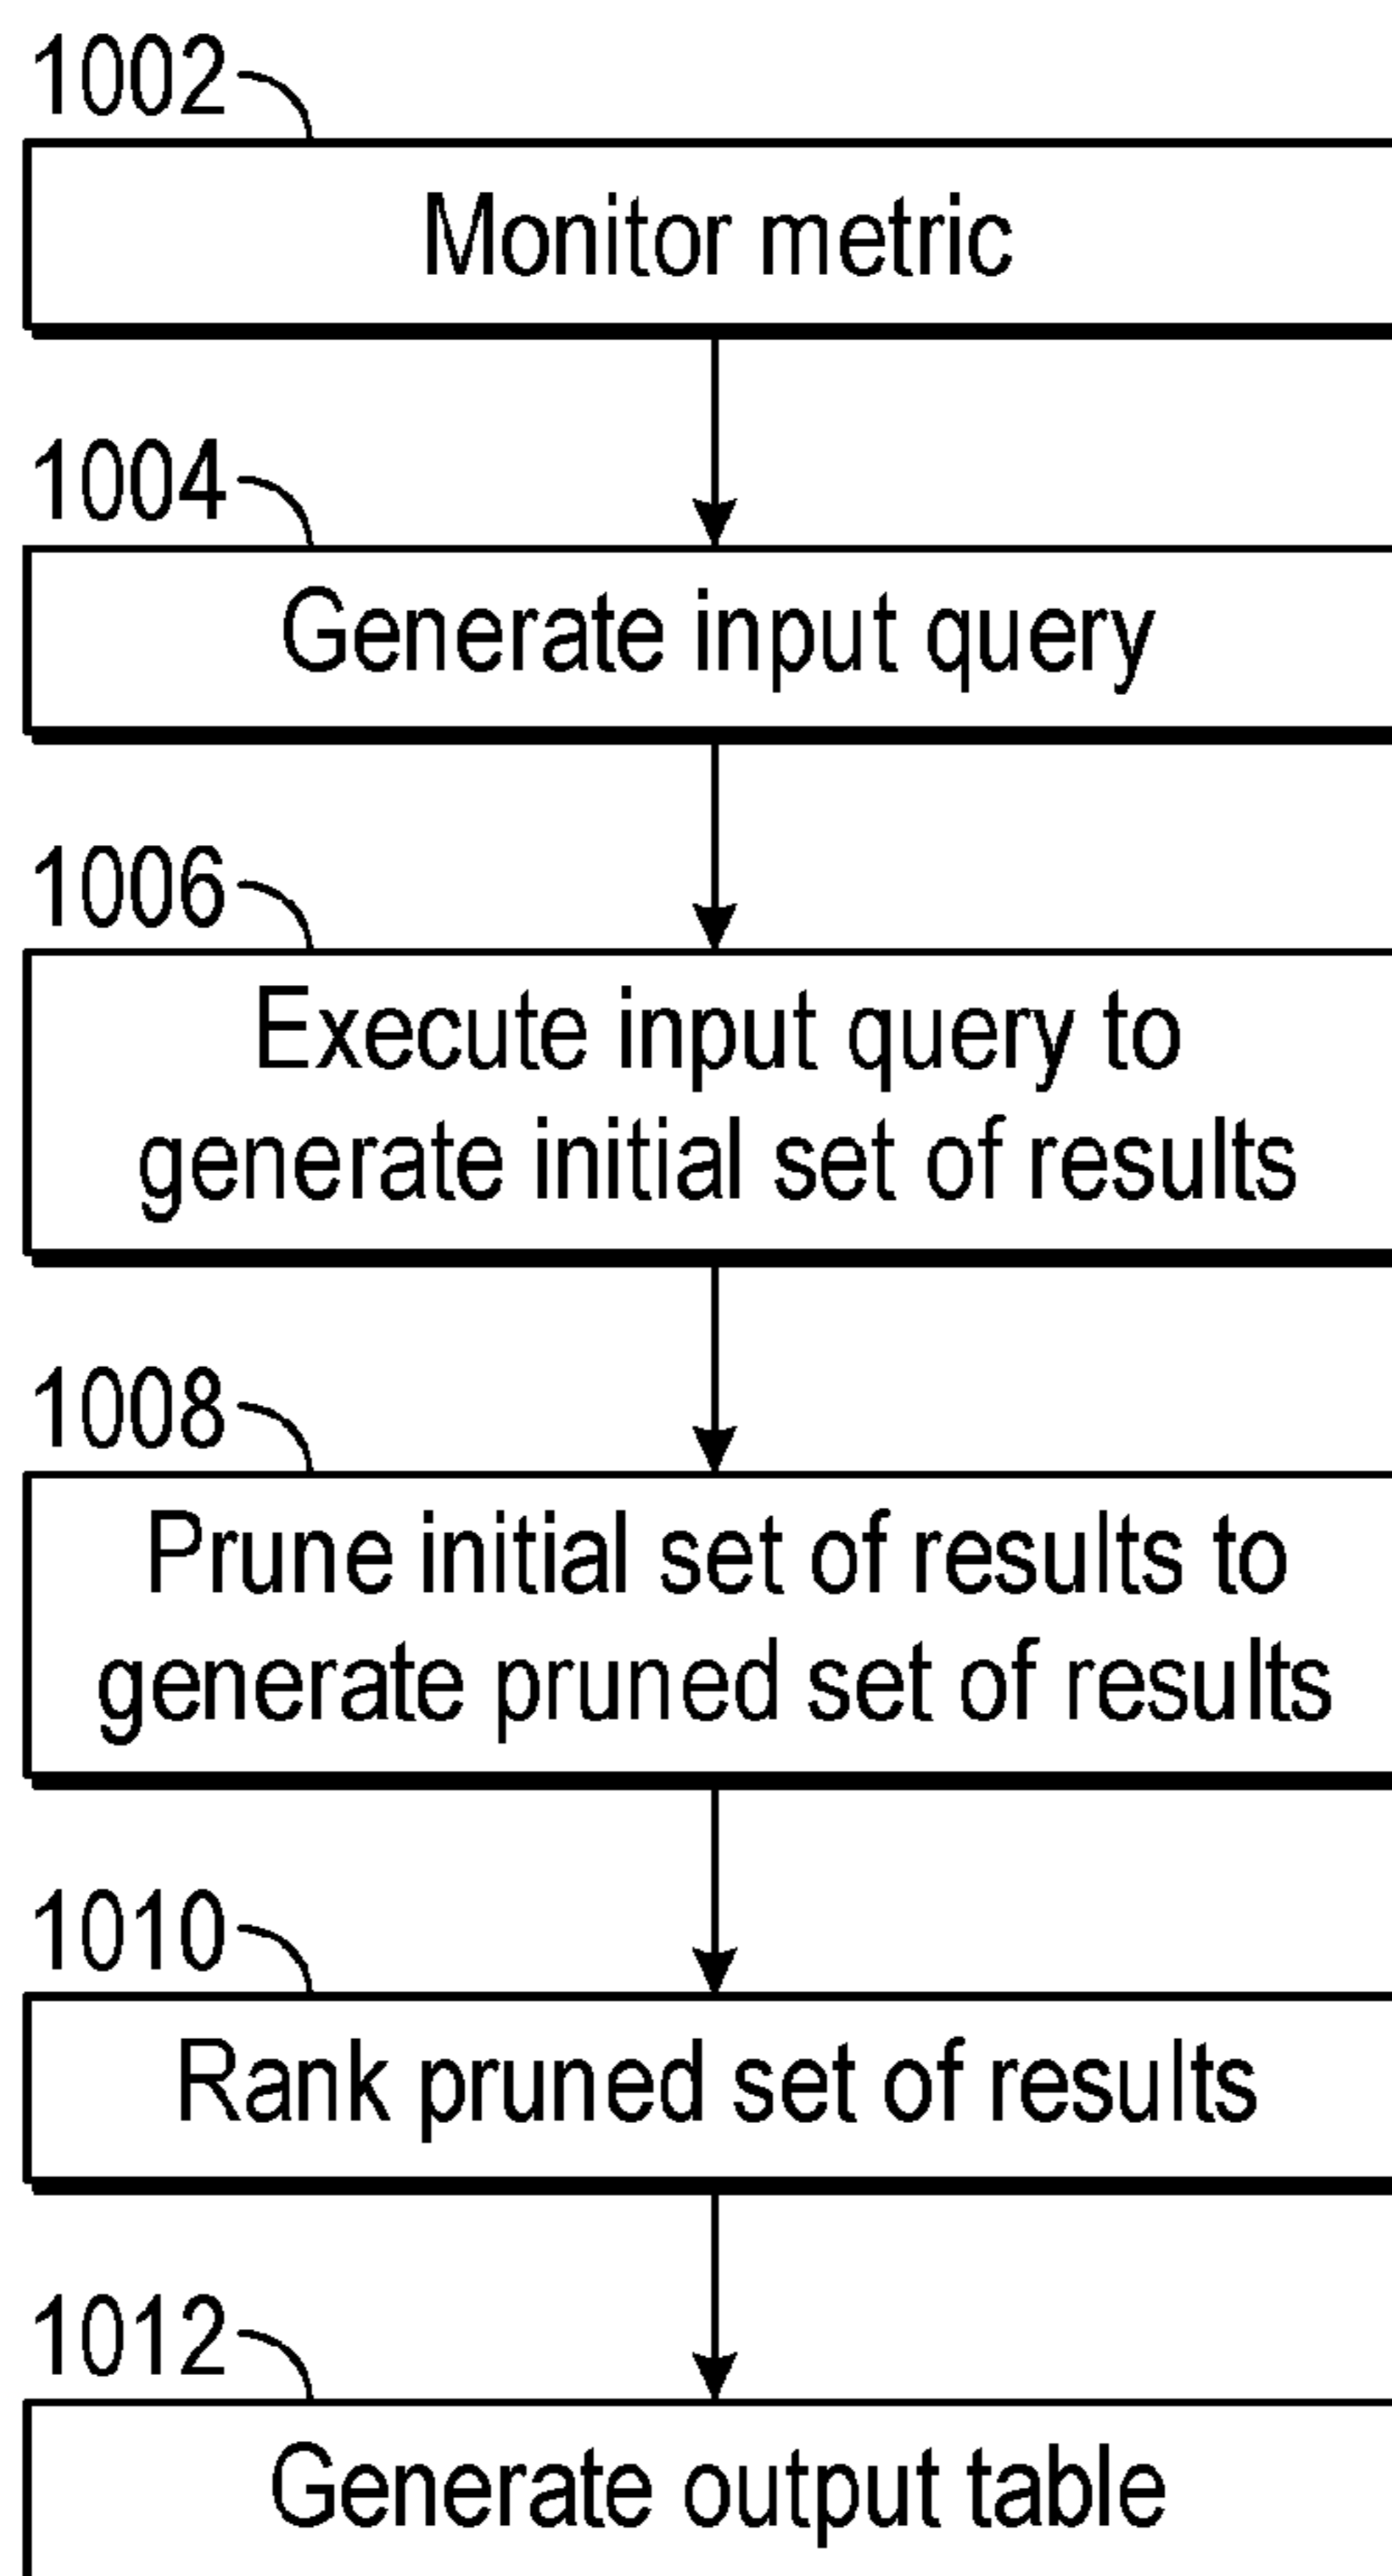 1002
Monitor metric
1004
Generate input query
1006
Execute input query to
generate initial set of results
1008
Prune initial set of results to
generate pruned set of results
1010
Rank pruned set of results
1012
Generate output table